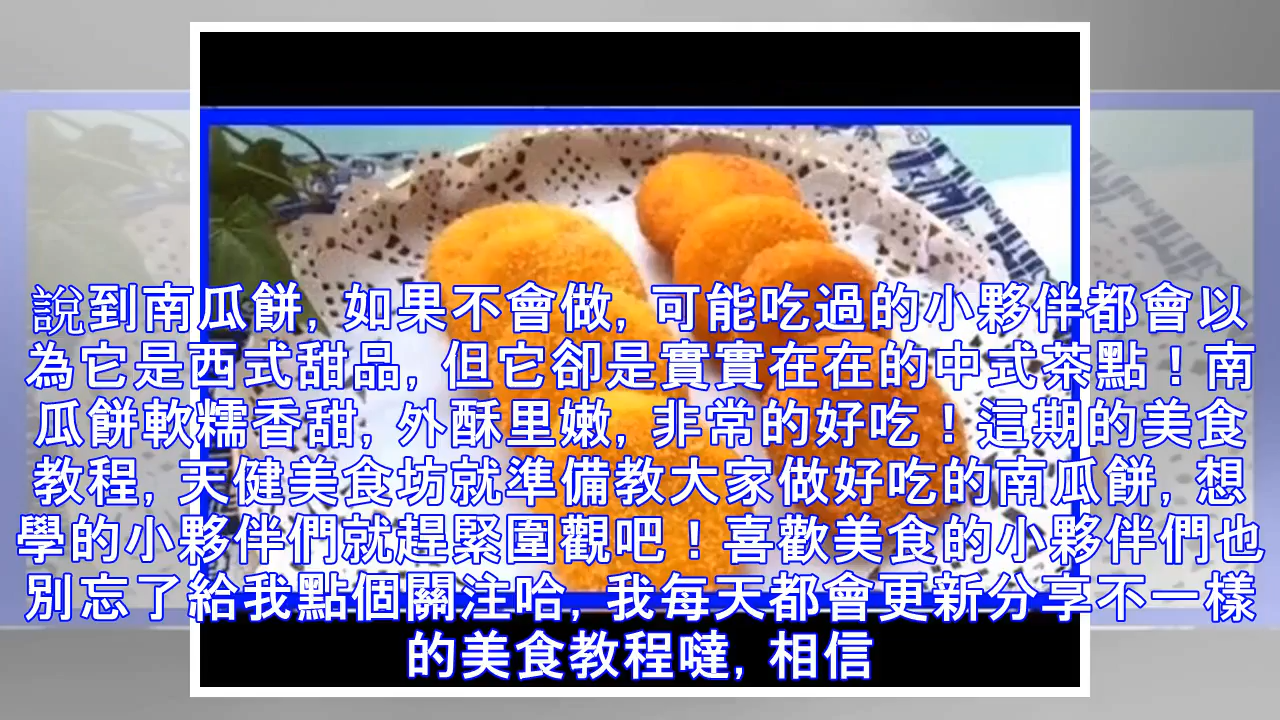 說到南瓜餅, 如果不會做, 可能吃過的小夥伴都會以
為它是西式甜品, 但它卻是實實在在的中式茶點！南
瓜餅軟糯香甜, 外酥里嫩, 非常的好吃！這期的美食
教程, 天健美食坊就準備教大家做好吃的南瓜餅, 想
學的小夥伴們就趕緊圍觀吧！喜歡美食的小夥伴們也
別忘了給我點個關注哈, 我每天都會更新分享不一樣
的美食教程噠, 相信